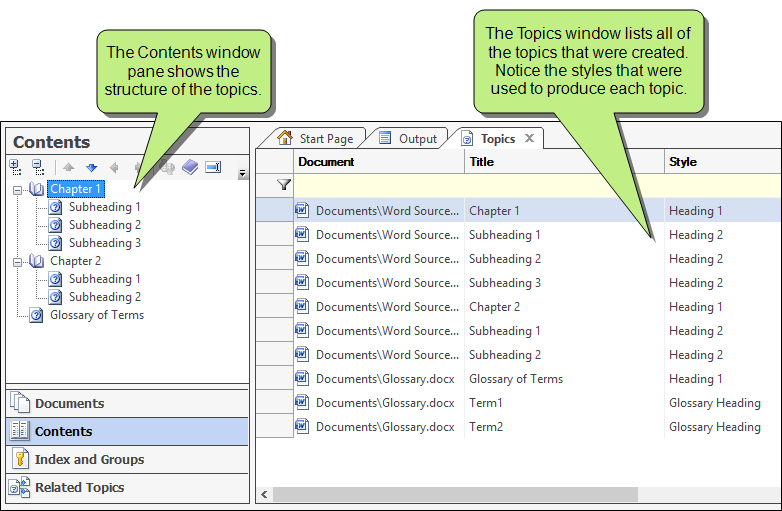 The Contents window
pane shows the
structure of the topics.
The Topics window lists all of
the topics that were created.
Notice the styles that were
used to produce each topic.
Contents
Chapter 1
Subheading 1
Subheading 2
Subheading 3
Chapter 2
Subheading 1
Subheading 2
Glossary of Terms
Documents
Contents
Index and Groups
Related Topics
Start Page Output Topics
Document Title Style
Documents\Word Source... Chapter 1 Heading 1
Documents\Word Source... Subheading 1 Heading 2
Documents\Word Source... Subheading 2 Heading 2
Documents\Word Source... Subheading 3 Heading 2
Documents\Word Source... Chapter 2 Heading 1
Documents\Word Source... Subheading 1 Heading 2
Documents\Word Source... Subheading 2 Heading 2
Documents\Glossary.docx Glossary of Terms Heading 1
Documents\Glossary.docx Term1 Glossary Heading
Documents\Glossary.docx Term2 Glossary Heading